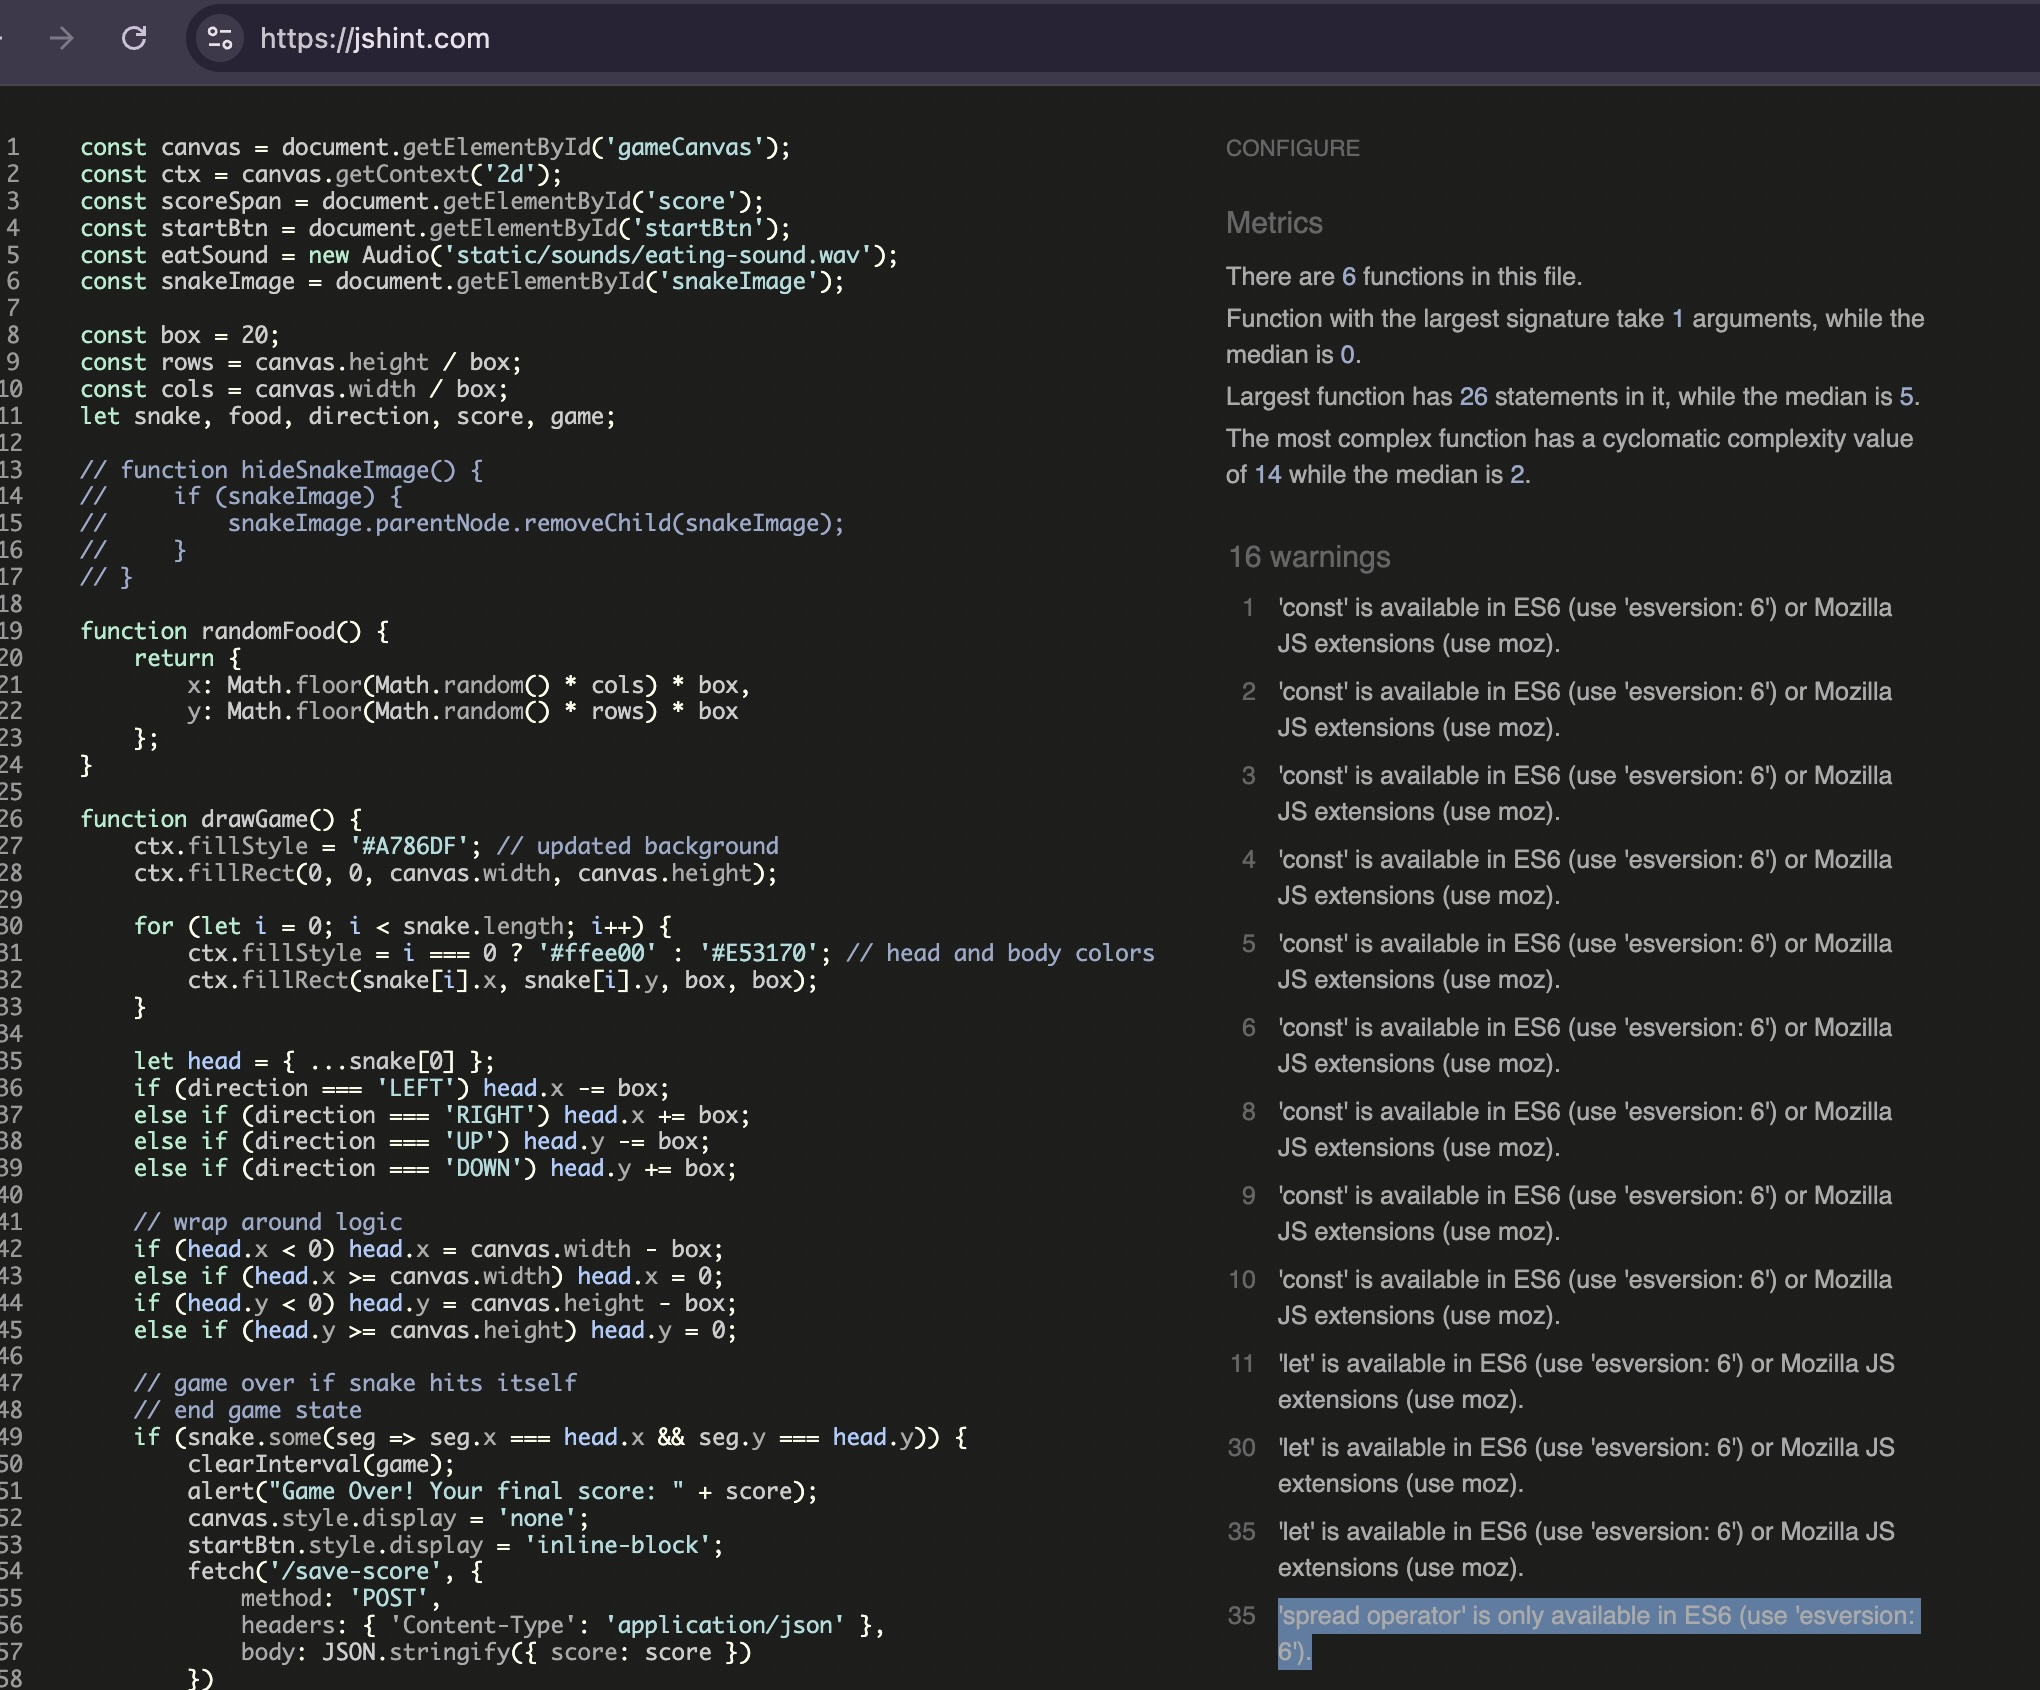 https://jshint.com
1 const canvas = document.getElementById('gameCanvas');
2 const ctx = canvas.getContext('2d');
3 const scoreSpan = document.getElementById('score');
4 const startBtn = document.getElementById('startBtn');
5 const eatSound = new Audio('static/sounds/eating-sound.wav');
6 const snakeImage = document.getElementById('snakeImage');
7
8 const box = 20;
9 const rows = canvas.height / box;
10 const cols = canvas.width / box;
11 let snake, food, direction, score, game;
12
13 // function hideSnakeImage() {
14 //     if (snakeImage) {
15 //         snakeImage.parentNode.removeChild(snakeImage);
16 //     }
17 // }
18
19 function randomFood() {
20     return {
21         x: Math.floor(Math.random() * cols) * box,
22         y: Math.floor(Math.random() * rows) * box
23     };
24 }
25
26 function drawGame() {
27     ctx.fillStyle = '#A786DF'; // updated background
28     ctx.fillRect(0, 0, canvas.width, canvas.height);
29
30     for (let i = 0; i < snake.length; i++) {
31         ctx.fillStyle = i === 0 ? '#ffee00' : '#E53170'; // head and body colors
32         ctx.fillRect(snake[i].x, snake[i].y, box, box);
33     }
34
35     let head = { ...snake[0] };
36     if (direction === 'LEFT') head.x -= box;
37     else if (direction === 'RIGHT') head.x += box;
38     else if (direction === 'UP') head.y -= box;
39     else if (direction === 'DOWN') head.y += box;
40
41     // wrap around logic
42     if (head.x < 0) head.x = canvas.width - box;
43     else if (head.x >= canvas.width) head.x = 0;
44     if (head.y < 0) head.y = canvas.height - box;
45     else if (head.y >= canvas.height) head.y = 0;
46
47     // game over if snake hits itself
48     // end game state
49     if (snake.some(seg => seg.x === head.x && seg.y === head.y)) {
50         clearInterval(game);
51         alert("Game Over! Your final score: " + score);
52         canvas.style.display = 'none';
53         startBtn.style.display = 'inline-block';
54         fetch('/save-score', {
55             method: 'POST',
56             headers: { 'Content-Type': 'application/json' },
57             body: JSON.stringify({ score: score })
58         })
CONFIGURE
Metrics
There are 6 functions in this file.
Function with the largest signature take 1 arguments, while the
median is 0.
Largest function has 26 statements in it, while the median is 5.
The most complex function has a cyclomatic complexity value
of 14 while the median is 2.
16 warnings
1 'const' is available in ES6 (use 'esversion: 6') or Mozilla
JS extensions (use moz).
2 'const' is available in ES6 (use 'esversion: 6') or Mozilla
JS extensions (use moz).
3 'const' is available in ES6 (use 'esversion: 6') or Mozilla
JS extensions (use moz).
4 'const' is available in ES6 (use 'esversion: 6') or Mozilla
JS extensions (use moz).
5 'const' is available in ES6 (use 'esversion: 6') or Mozilla
JS extensions (use moz).
6 'const' is available in ES6 (use 'esversion: 6') or Mozilla
JS extensions (use moz).
8 'const' is available in ES6 (use 'esversion: 6') or Mozilla
JS extensions (use moz).
9 'const' is available in ES6 (use 'esversion: 6') or Mozilla
JS extensions (use moz).
10 'const' is available in ES6 (use 'esversion: 6') or Mozilla
JS extensions (use moz).
11 'let' is available in ES6 (use 'esversion: 6') or Mozilla JS
extensions (use moz).
30 'let' is available in ES6 (use 'esversion: 6') or Mozilla JS
extensions (use moz).
35 'let' is available in ES6 (use 'esversion: 6') or Mozilla JS
extensions (use moz).
35 'spread operator' is only available in ES6 (use 'esversion:
6').